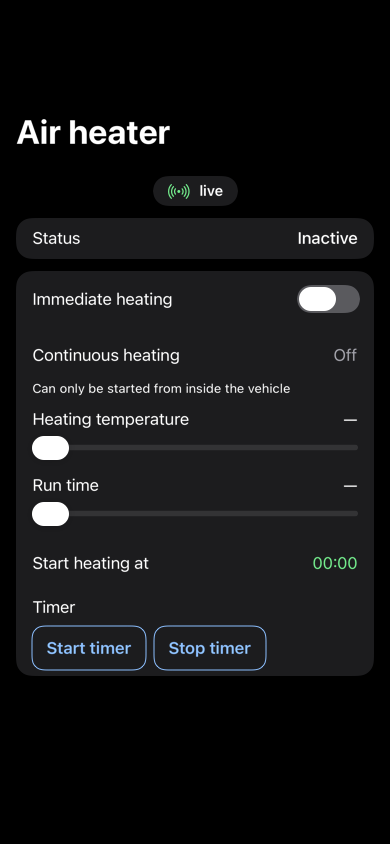 Air heater
live
Status Inactive
Immediate heating
Continuous heating Off
Can only be started from inside the vehicle
Heating temperature —
Run time —
Start heating at 00:00
Timer
Start timer Stop timer